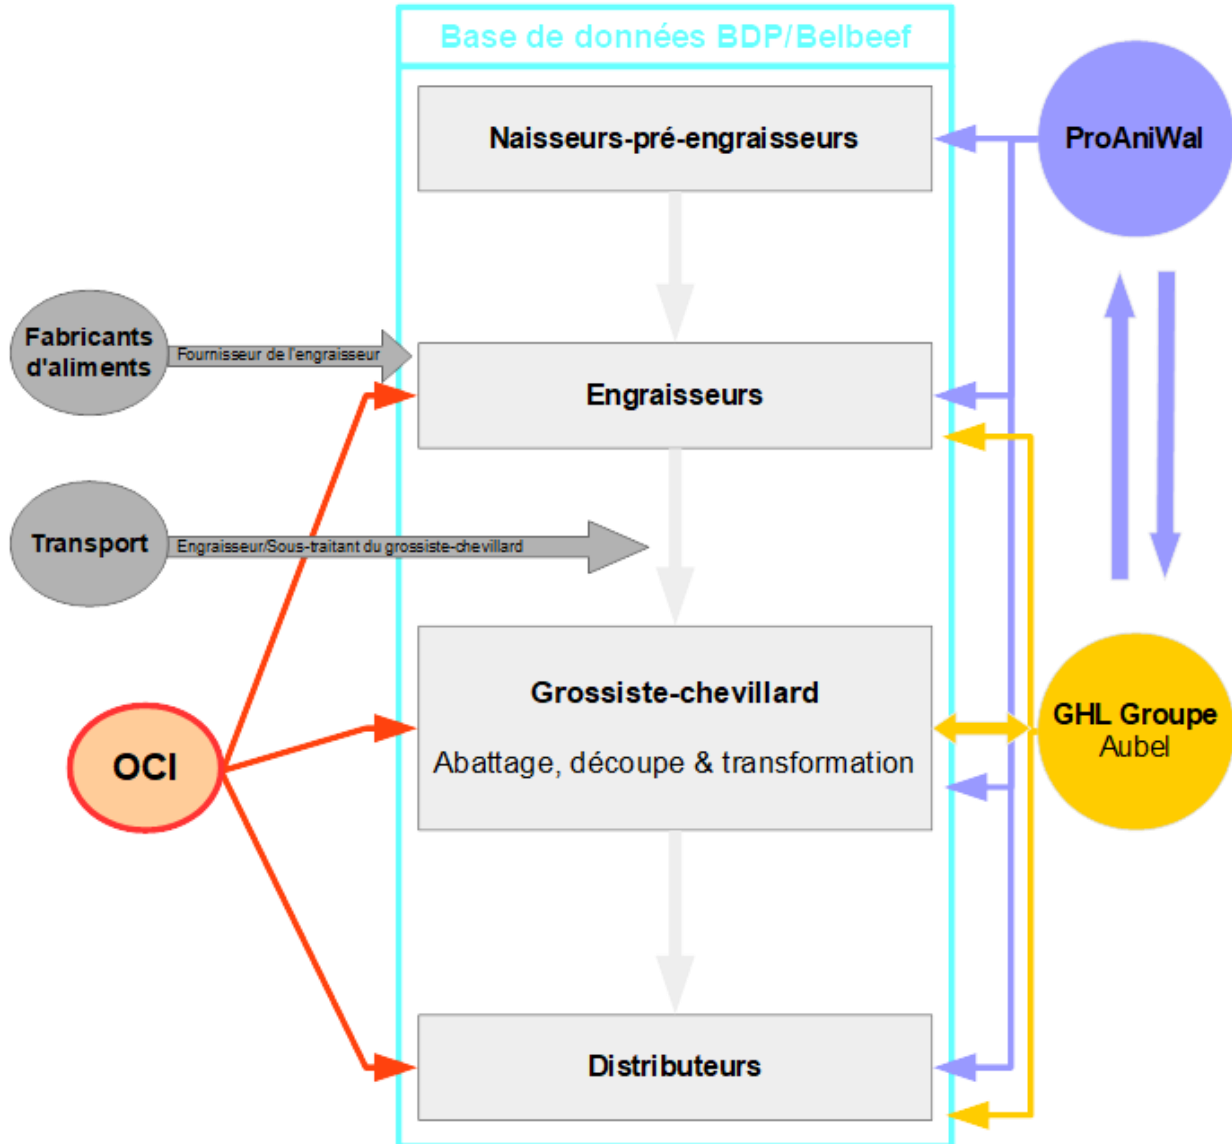 Base de données BDP/Belbeef
Naisseurs-pré-engraisseurs
ProAniWal
Fabricants
d'aliments
Fournisseur de l'engraisseur
Engraisseurs
Transport
Engraisseur/Sous-traitant du grossiste-chevillard
Grossiste-chevillard
Abattage, découpe & transformation
GHL Groupe
Aubel
OCI
Distributeurs